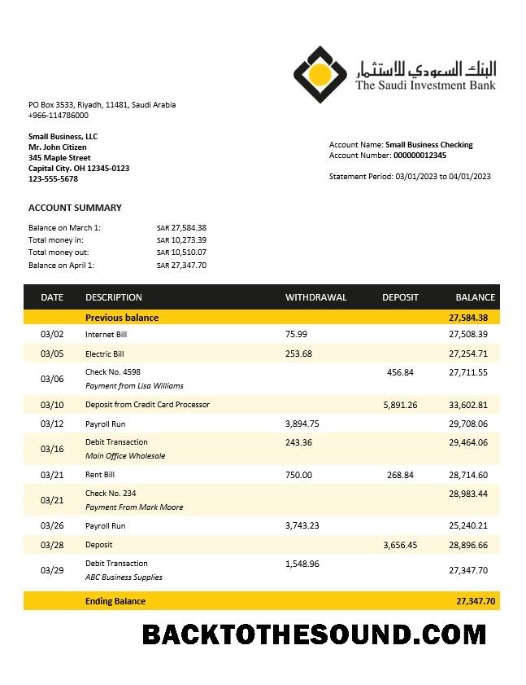 البنك السعودي للاستثمار
The Saudi Investment Bank
PO Box 3533, Riyadh, 11481, Saudi Arabia
+966-114786000
Small Business, LLC
Mr. John Citizen
345 Maple Street
Capital City. OH 12345-0123
123-555-5678
Account Name: Small Business Checking
Account Number: 000000012345
Statement Period: 03/01/2023 to 04/01/2023
ACCOUNT SUMMARY
Balance on March 1: SAR 27,584.38
Total money in: SAR 10,273.39
Total money out: SAR 10,510.07
Balance on April 1: SAR 27,347.70
DATE DESCRIPTION WITHDRAWAL DEPOSIT BALANCE
Previous balance 27,584.38
03/02 Internet Bill 75.99 27,508.39
03/05 Electric Bill 253.68 27,254.71
03/06 Check No. 4598 456.84 27,711.55
Payment from Lisa Williams
03/10 Deposit from Credit Card Processor 5,891.26 33,602.81
03/12 Payroll Run 3,894.75 29,708.06
03/16 Debit Transaction 243.36 29,464.06
Main Office Wholesale
03/21 Rent Bill 750.00 268.84 28,714.60
03/21 Check No. 234 28,983.44
Payment From Mark Moore
03/26 Payroll Run 3,743.23 25,240.21
03/28 Deposit 3,656.45 28,896.66
03/29 Debit Transaction 1,548.96 27,347.70
ABC Business Supplies
Ending Balance 27,347.70
BACKTOTHESOUND.COM